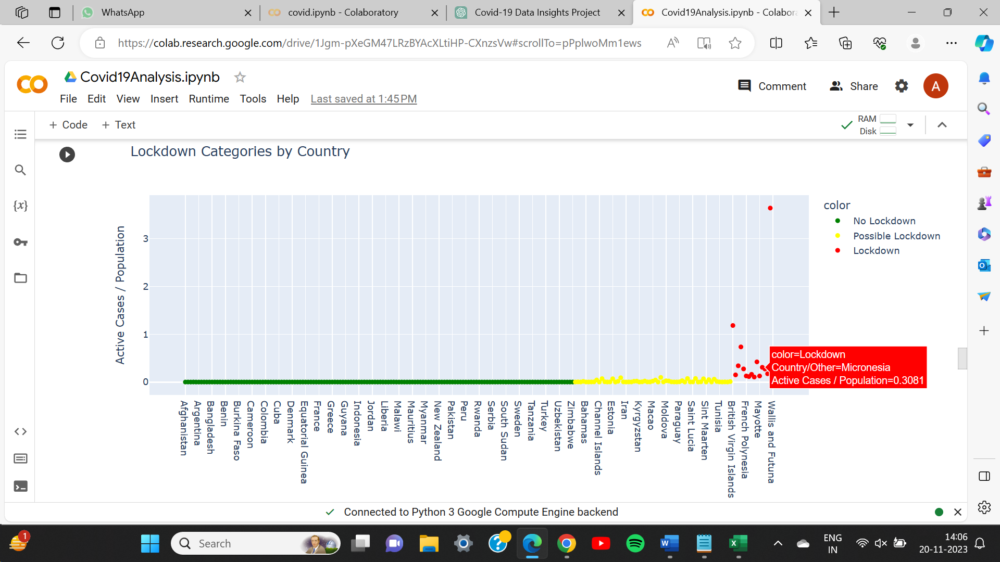 WhatsApp
covid.ipynb - Colaboratory
Covid-19 Data Insights Project
Covid19Analysis.ipynb - Colabora
https://colab.research.google.com/drive/1Jgm-pXeGM47LRzBYAcXLtiHP-CXnzsVw#scrollTo=pPplwoMm1ews
Covid19Analysis.ipynb
Comment
Share
A
File Edit View Insert Runtime Tools Help Last saved at 1:45 PM
+ Code + Text
RAM
Disk
Lockdown Categories by Country
Active Cases / Population
3
2
1
0
color
No Lockdown
Possible Lockdown
Lockdown
color=Lockdown
Country/Other=Micronesia
Active Cases / Population=0.3081
Afghanistan
Argentina
Bangladesh
Benin
Burkina Faso
Cameroon
Colombia
Cuba
Denmark
Equatorial Guinea
France
Greece
Guyana
Indonesia
Jordan
Liberia
Malawi
Mauritius
Myanmar
New Zealand
Pakistan
Peru
Rwanda
Serbia
South Sudan
Sweden
Tanzania
Turkey
Uzbekistan
Zimbabwe
Bahamas
Channel Islands
Estonia
Iran
Kyrgyzstan
Macao
Moldova
Paraguay
Saint Lucia
Sint Maarten
Tunisia
British Virgin Islands
French Polynesia
Mayotte
Wallis and Futuna
Connected to Python 3 Google Compute Engine backend
1
Search
ENG
IN
14:06
20-11-2023